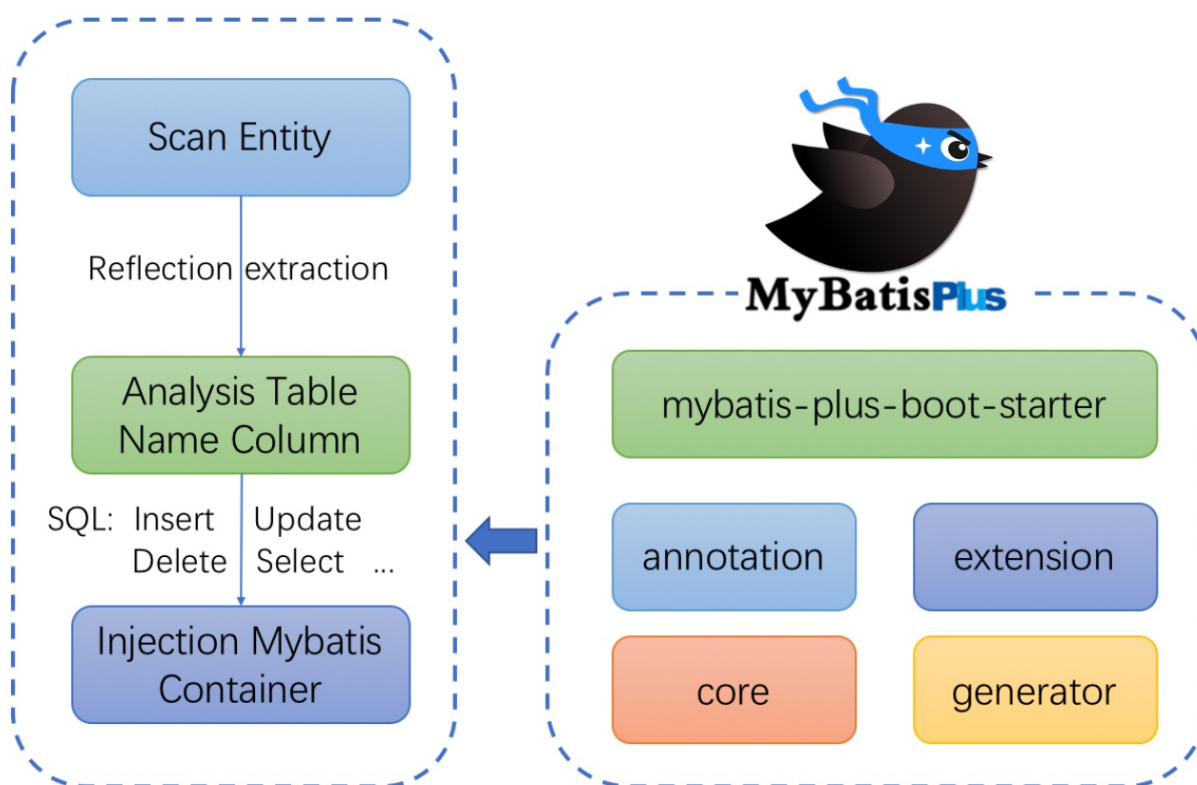 Scan Entity
Reflection extraction
Analysis Table
Name Column
SQL: Insert Update
Delete Select ...
Injection Mybatis
Container
MyBatisPlus
mybatis-plus-boot-starter
annotation
extension
core
generator